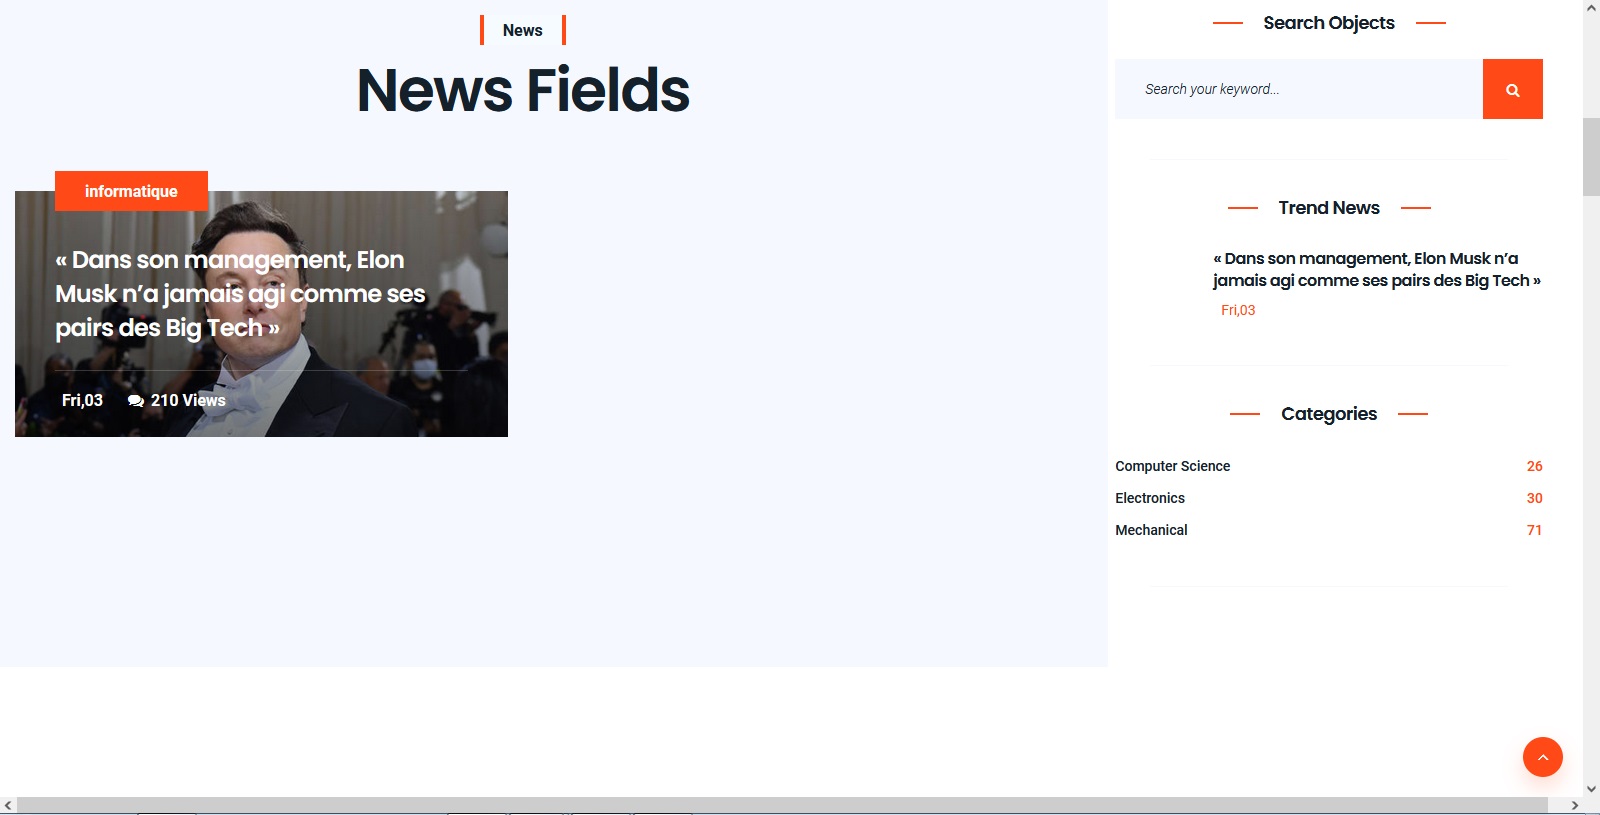 News
News Fields
informatique
« Dans son management, Elon
Musk n’a jamais agi comme ses
pairs des Big Tech »
Fri,03 210 Views
Search Objects
Search your keyword...
Trend News
« Dans son management, Elon Musk n’a
jamais agi comme ses pairs des Big Tech »
Fri,03
Categories
Computer Science 26
Electronics 30
Mechanical 71